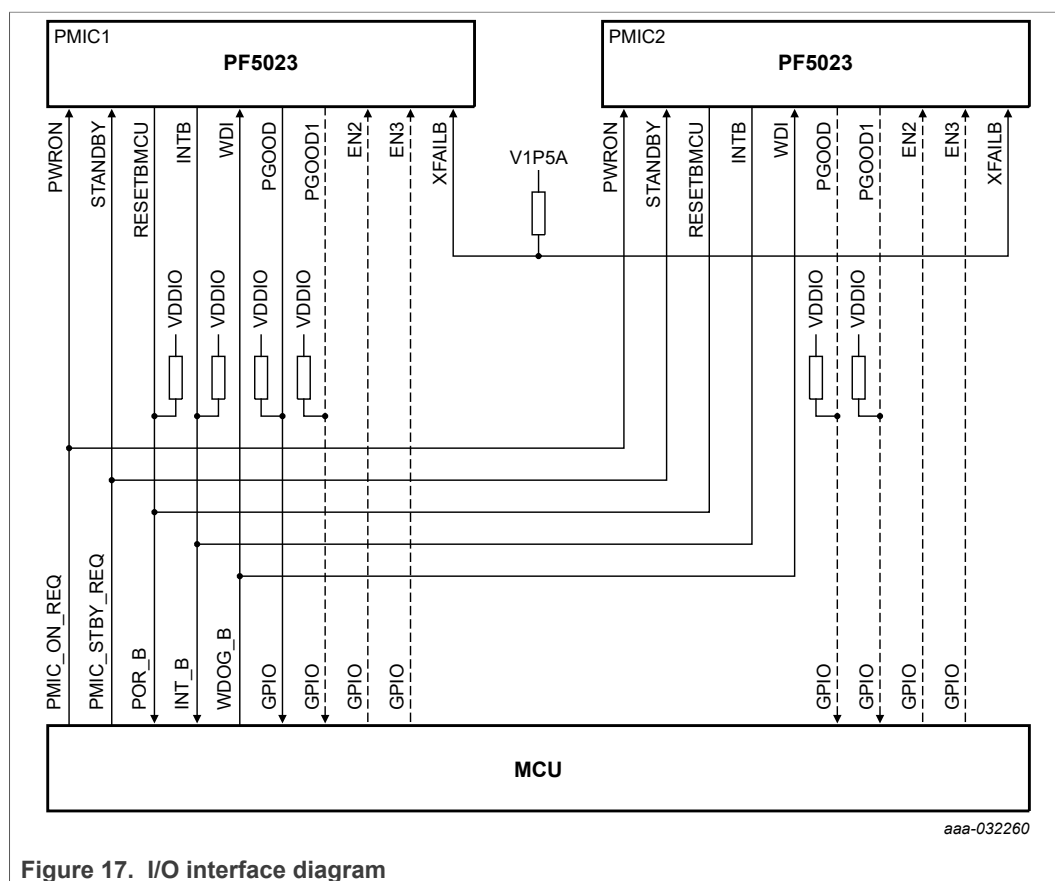 PMIC1
PF5023
PMIC2
PF5023
PWRON
STANDBY
RESETBMCU
INTB
WDI
PGOOD
PGOOD1
EN2
EN3
XFAILB
V1P5A
PWRON
STANDBY
RESETBMCU
INTB
WDI
PGOOD
PGOOD1
EN2
EN3
XFAILB
VDDIO
VDDIO
VDDIO
VDDIO
VDDIO
VDDIO
PMIC_ON_REQ
PMIC_STBY_REQ
POR_B
INT_B
WDOG_B
GPIO
GPIO
GPIO
GPIO
GPIO
GPIO
GPIO
GPIO
MCU
aaa-032260
Figure 17. I/O interface diagram